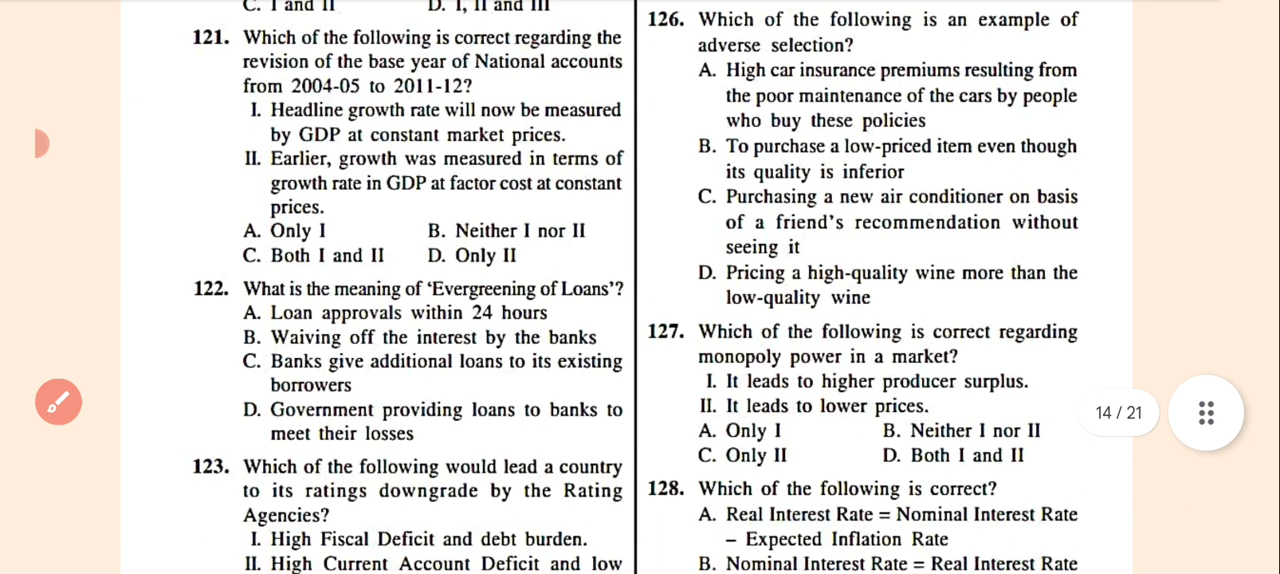 C. I and II D. I, II and III
121. Which of the following is correct regarding the
revision of the base year of National accounts
from 2004-05 to 2011-12?
I. Headline growth rate will now be measured
by GDP at constant market prices.
II. Earlier, growth was measured in terms of
growth rate in GDP at factor cost at constant
prices.
A. Only I B. Neither I nor II
C. Both I and II D. Only II
122. What is the meaning of ‘Evergreening of Loans’?
A. Loan approvals within 24 hours
B. Waiving off the interest by the banks
C. Banks give additional loans to its existing
borrowers
D. Government providing loans to banks to
meet their losses
123. Which of the following would lead a country
to its ratings downgrade by the Rating
Agencies?
I. High Fiscal Deficit and debt burden.
II. High Current Account Deficit and low
126. Which of the following is an example of
adverse selection?
A. High car insurance premiums resulting from
the poor maintenance of the cars by people
who buy these policies
B. To purchase a low-priced item even though
its quality is inferior
C. Purchasing a new air conditioner on basis
of a friend’s recommendation without
seeing it
D. Pricing a high-quality wine more than the
low-quality wine
127. Which of the following is correct regarding
monopoly power in a market?
I. It leads to higher producer surplus.
II. It leads to lower prices.
A. Only I B. Neither I nor II
C. Only II D. Both I and II
128. Which of the following is correct?
A. Real Interest Rate = Nominal Interest Rate
– Expected Inflation Rate
B. Nominal Interest Rate = Real Interest Rate
14 / 21